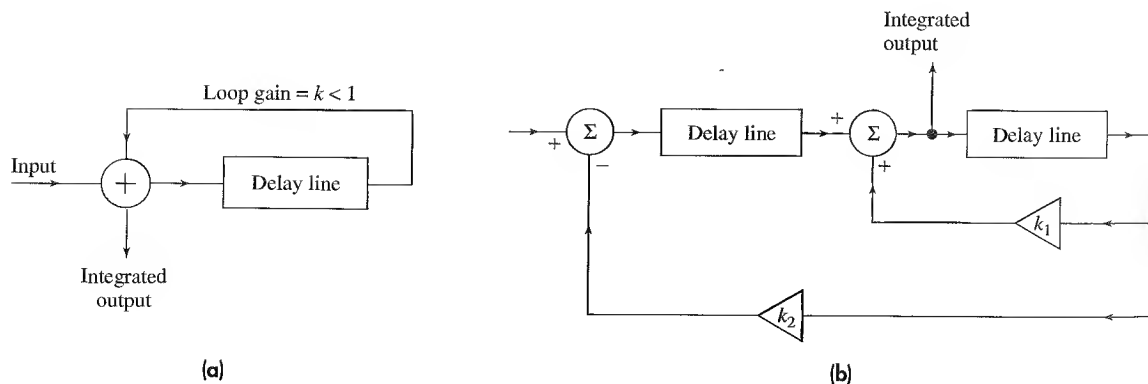 Loop gain = k < 1
Input
+
Delay line
Integrated
output
(a)
Integrated
output
Σ
+
−
Delay line
+
Σ
+
Delay line
k₁
k₂
(b)